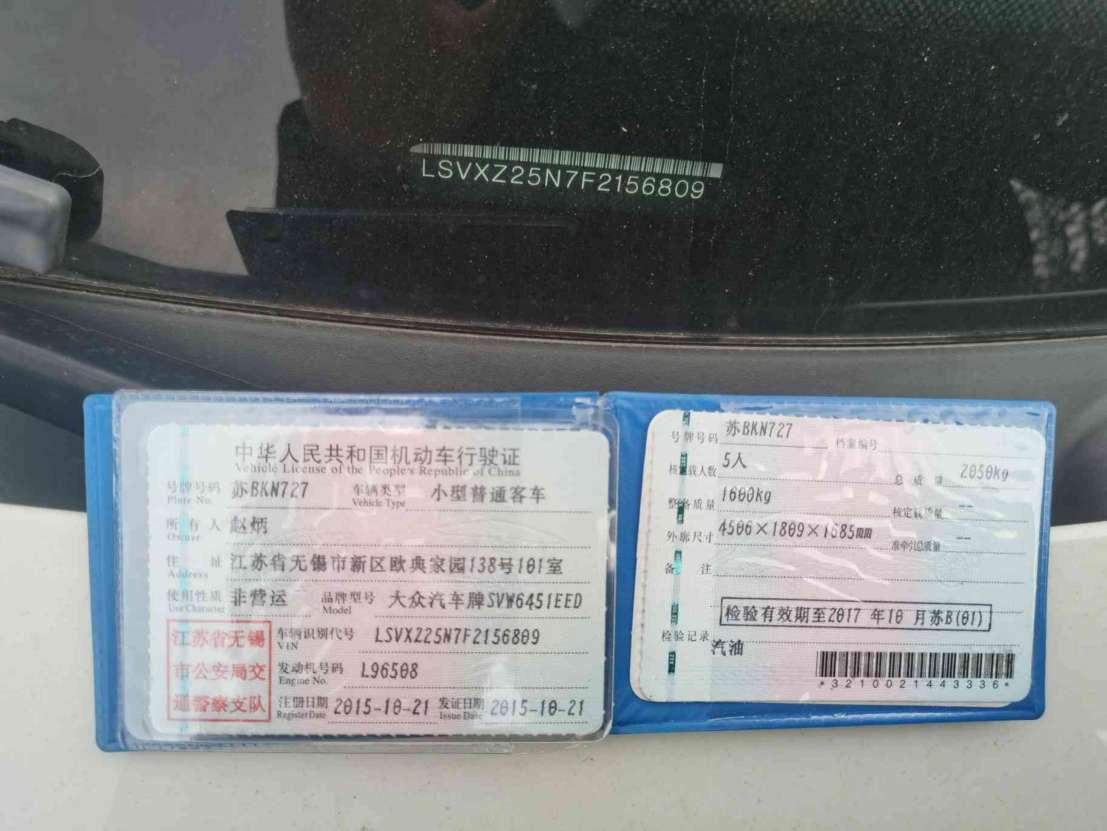 LSVXZ25N7F2156809
中华人民共和国机动车行驶证
Vehicle License of the People's Republic of China
号牌号码 苏BKN727 车辆类型 小型普通客车
Plate No. Vehicle Type
所有人 赵炳
Owner
住址 江苏省无锡市新区欧典家园138号101室
Address
使用性质 非营运 品牌型号 大众汽车牌SVW6451EED
Use Character Model
江苏省无锡市公安局交通警察支队
车辆识别代号 LSVXZ25N7F2156809
VIN
发动机号码 L96508
Engine No.
注册日期 2015-10-21 发证日期 2015-10-21
Register Date Issue Date
号牌号码 苏BKN727 档案编号
核定载人数 5人 总质量 2050kg
整备质量 1600kg 核定载质量 --
外廓尺寸 4506×1809×1685mm 准牵引总质量 --
备注
检验有效期至2017年10月苏B(01)
检验记录
汽油
*3210021443336*